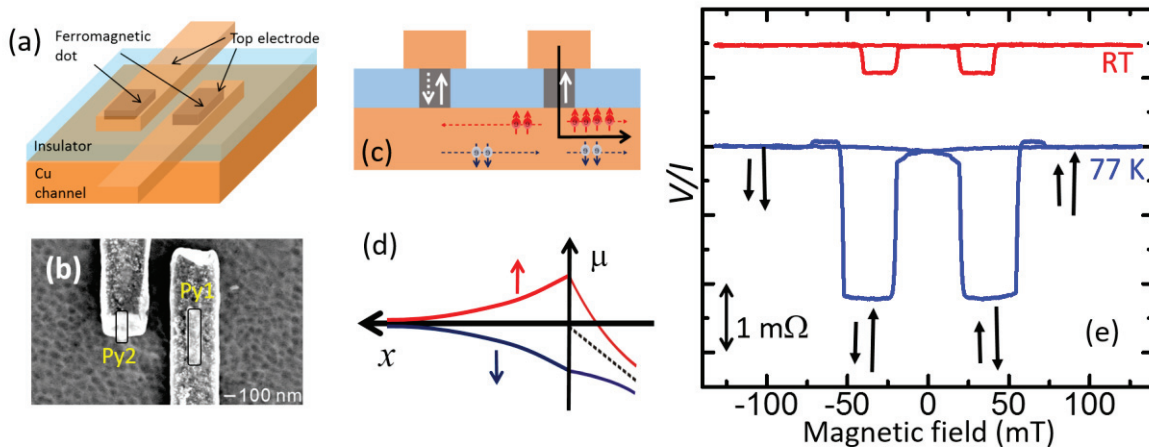 (a)
Ferromagnetic
dot
Top electrode
Insulator
Cu
channel
(b)
Py1
Py2
100 nm
(c)
(d)
μ
x
V/I
RT
77 K
1 mΩ
(e)
-100
-50
0
50
100
Magnetic field (mT)